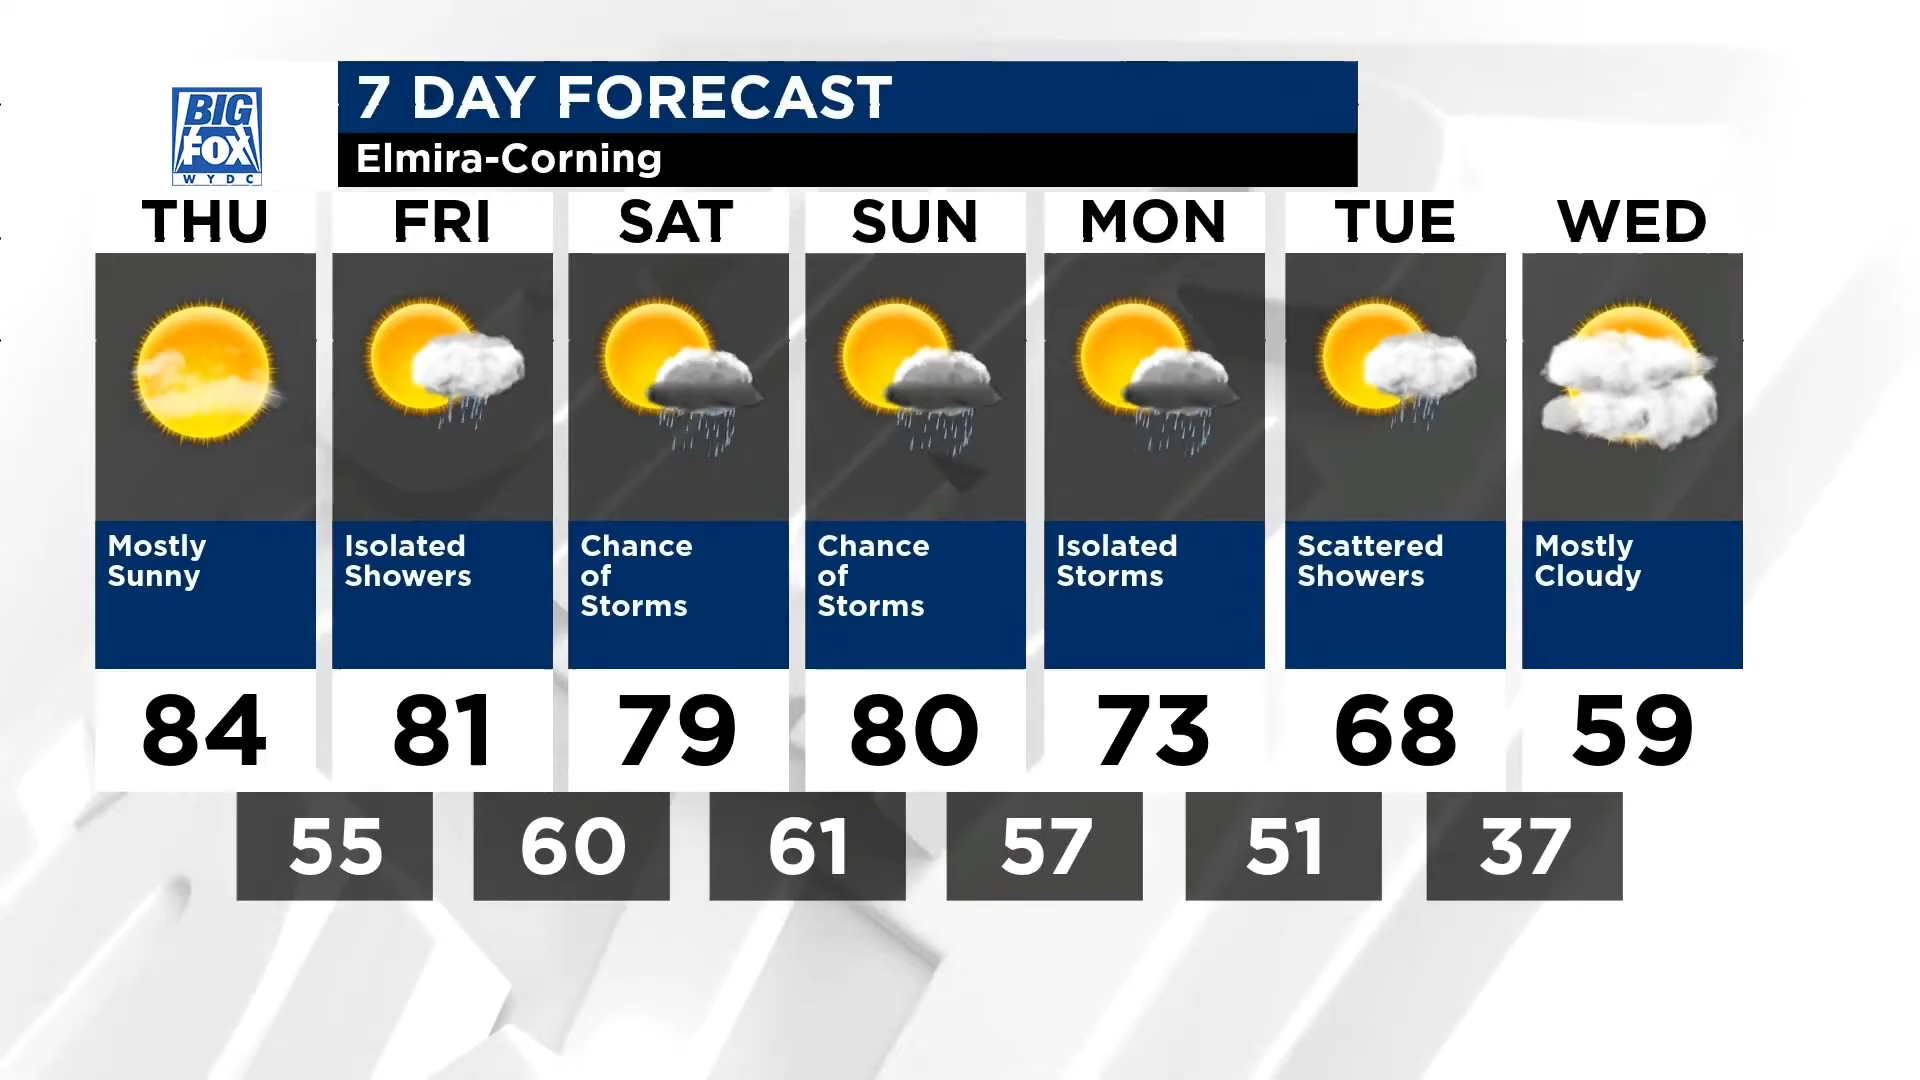 BIG
FOX
WYDC
7 DAY FORECAST
Elmira-Corning
THU FRI SAT SUN MON TUE WED
Mostly
Sunny
Isolated
Showers
Chance
of
Storms
Chance
of
Storms
Isolated
Storms
Scattered
Showers
Mostly
Cloudy
84 81 79 80 73 68 59
55 60 61 57 51 37